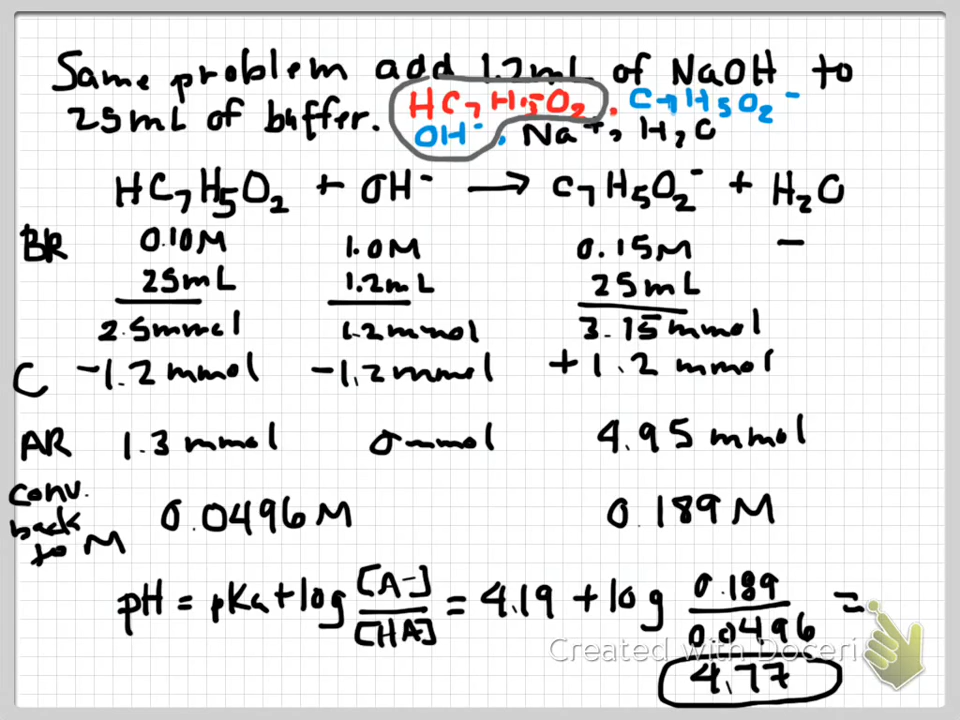 Same problem add 1.2mL of NaOH to
25mL of buffer. HC7H5O2, C7H5O2-
OH-, Na+, H2O
HC7H5O2 + OH- → C7H5O2- + H2O
BR 0.10M 1.0M 0.15M –
25mL 1.2mL 25mL
2.5mmol 1.2mmol 3.75mmol
C -1.2mmol -1.2mmol +1.2mmol
AR 1.3mmol 0mmol 4.95mmol
conv.
back 0.0496M 0.189M
to M
pH = pKa + log [A-]/[HA] = 4.19 + log 0.189/0.0496 =
Created with Doceri
4.77